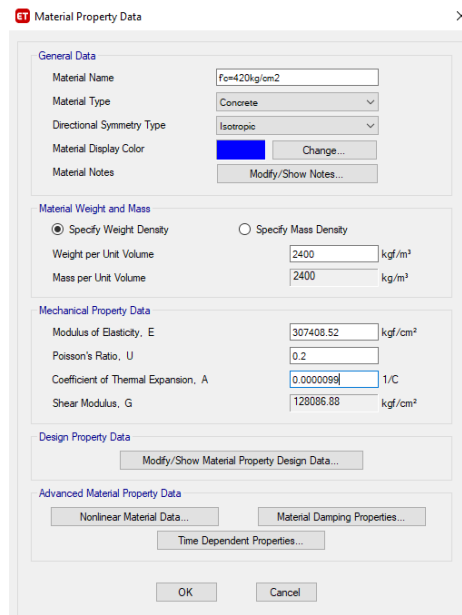 ET Material Property Data
General Data
Material Name f'c=420kg/cm2
Material Type Concrete
Directional Symmetry Type Isotropic
Material Display Color Change...
Material Notes Modify/Show Notes...
Material Weight and Mass
Specify Weight Density Specify Mass Density
Weight per Unit Volume 2400 kgf/m³
Mass per Unit Volume 2400 kg/m³
Mechanical Property Data
Modulus of Elasticity, E 307408.52 kgf/cm²
Poisson's Ratio, U 0.2
Coefficient of Thermal Expansion, A 0.0000099 1/C
Shear Modulus, G 128086.88 kgf/cm²
Design Property Data
Modify/Show Material Property Design Data...
Advanced Material Property Data
Nonlinear Material Data... Material Damping Properties...
Time Dependent Properties...
OK Cancel